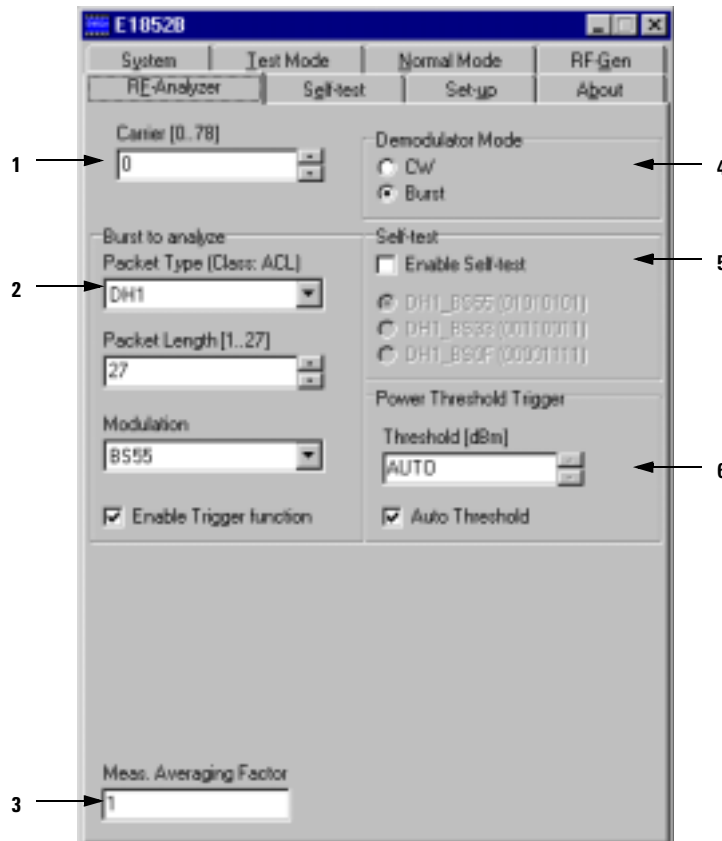 E1852B
System Test Mode Normal Mode RF-Gen
RF-Analyzer Self-test Set-up About
Carrier [0..78]
1
0
Demodulator Mode
4
CW
Burst
Burst to analyze
Packet Type (Class: ACL)
2
DH1
Packet Length [1..27]
27
Modulation
BS55
Enable Trigger function
Self-test
5
Enable Self-test
DH1_BS55 (01010101)
DH1_BS33 (00110011)
DH1_BS0F (00001111)
Power Threshold Trigger
Threshold [dBm]
6
AUTO
Auto Threshold
Meas. Averaging Factor
3
1